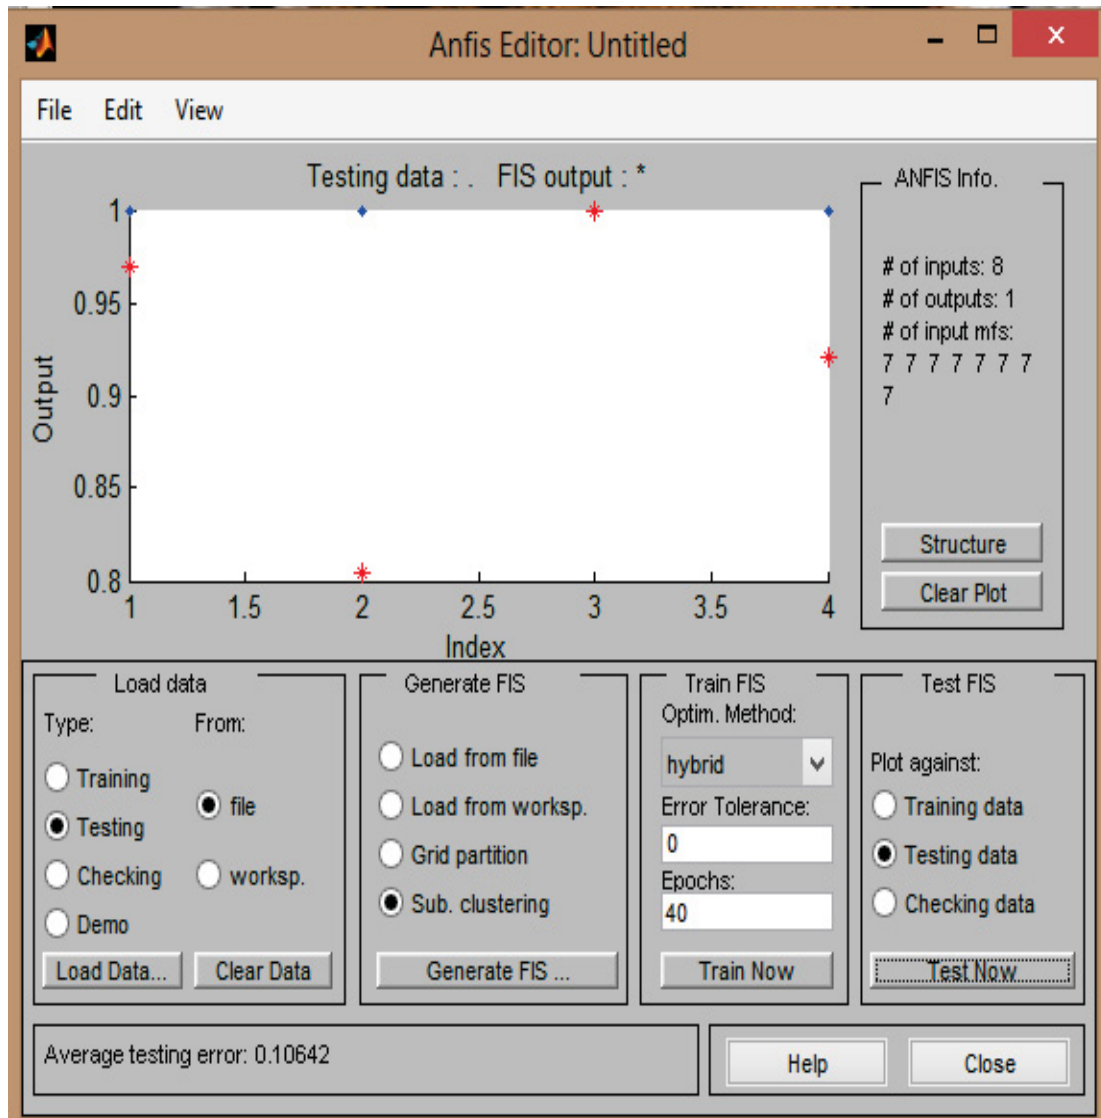 Anfis Editor: Untitled
File Edit View
Testing data : . FIS output : *
1
0.95
0.9
0.85
0.8
Output
1 1.5 2 2.5 3 3.5 4
Index
ANFIS Info.
# of inputs: 8
# of outputs: 1
# of input mfs:
7 7 7 7 7 7 7
7
Structure
Clear Plot
Load data
Type: From:
Training
Testing
Checking
Demo
file
worksp.
Load Data... Clear Data
Generate FIS
Load from file
Load from worksp.
Grid partition
Sub. clustering
Generate FIS ...
Train FIS
Optim. Method:
hybrid
Error Tolerance:
0
Epochs:
40
Train Now
Test FIS
Plot against:
Training data
Testing data
Checking data
Test Now
Average testing error: 0.10642
Help Close